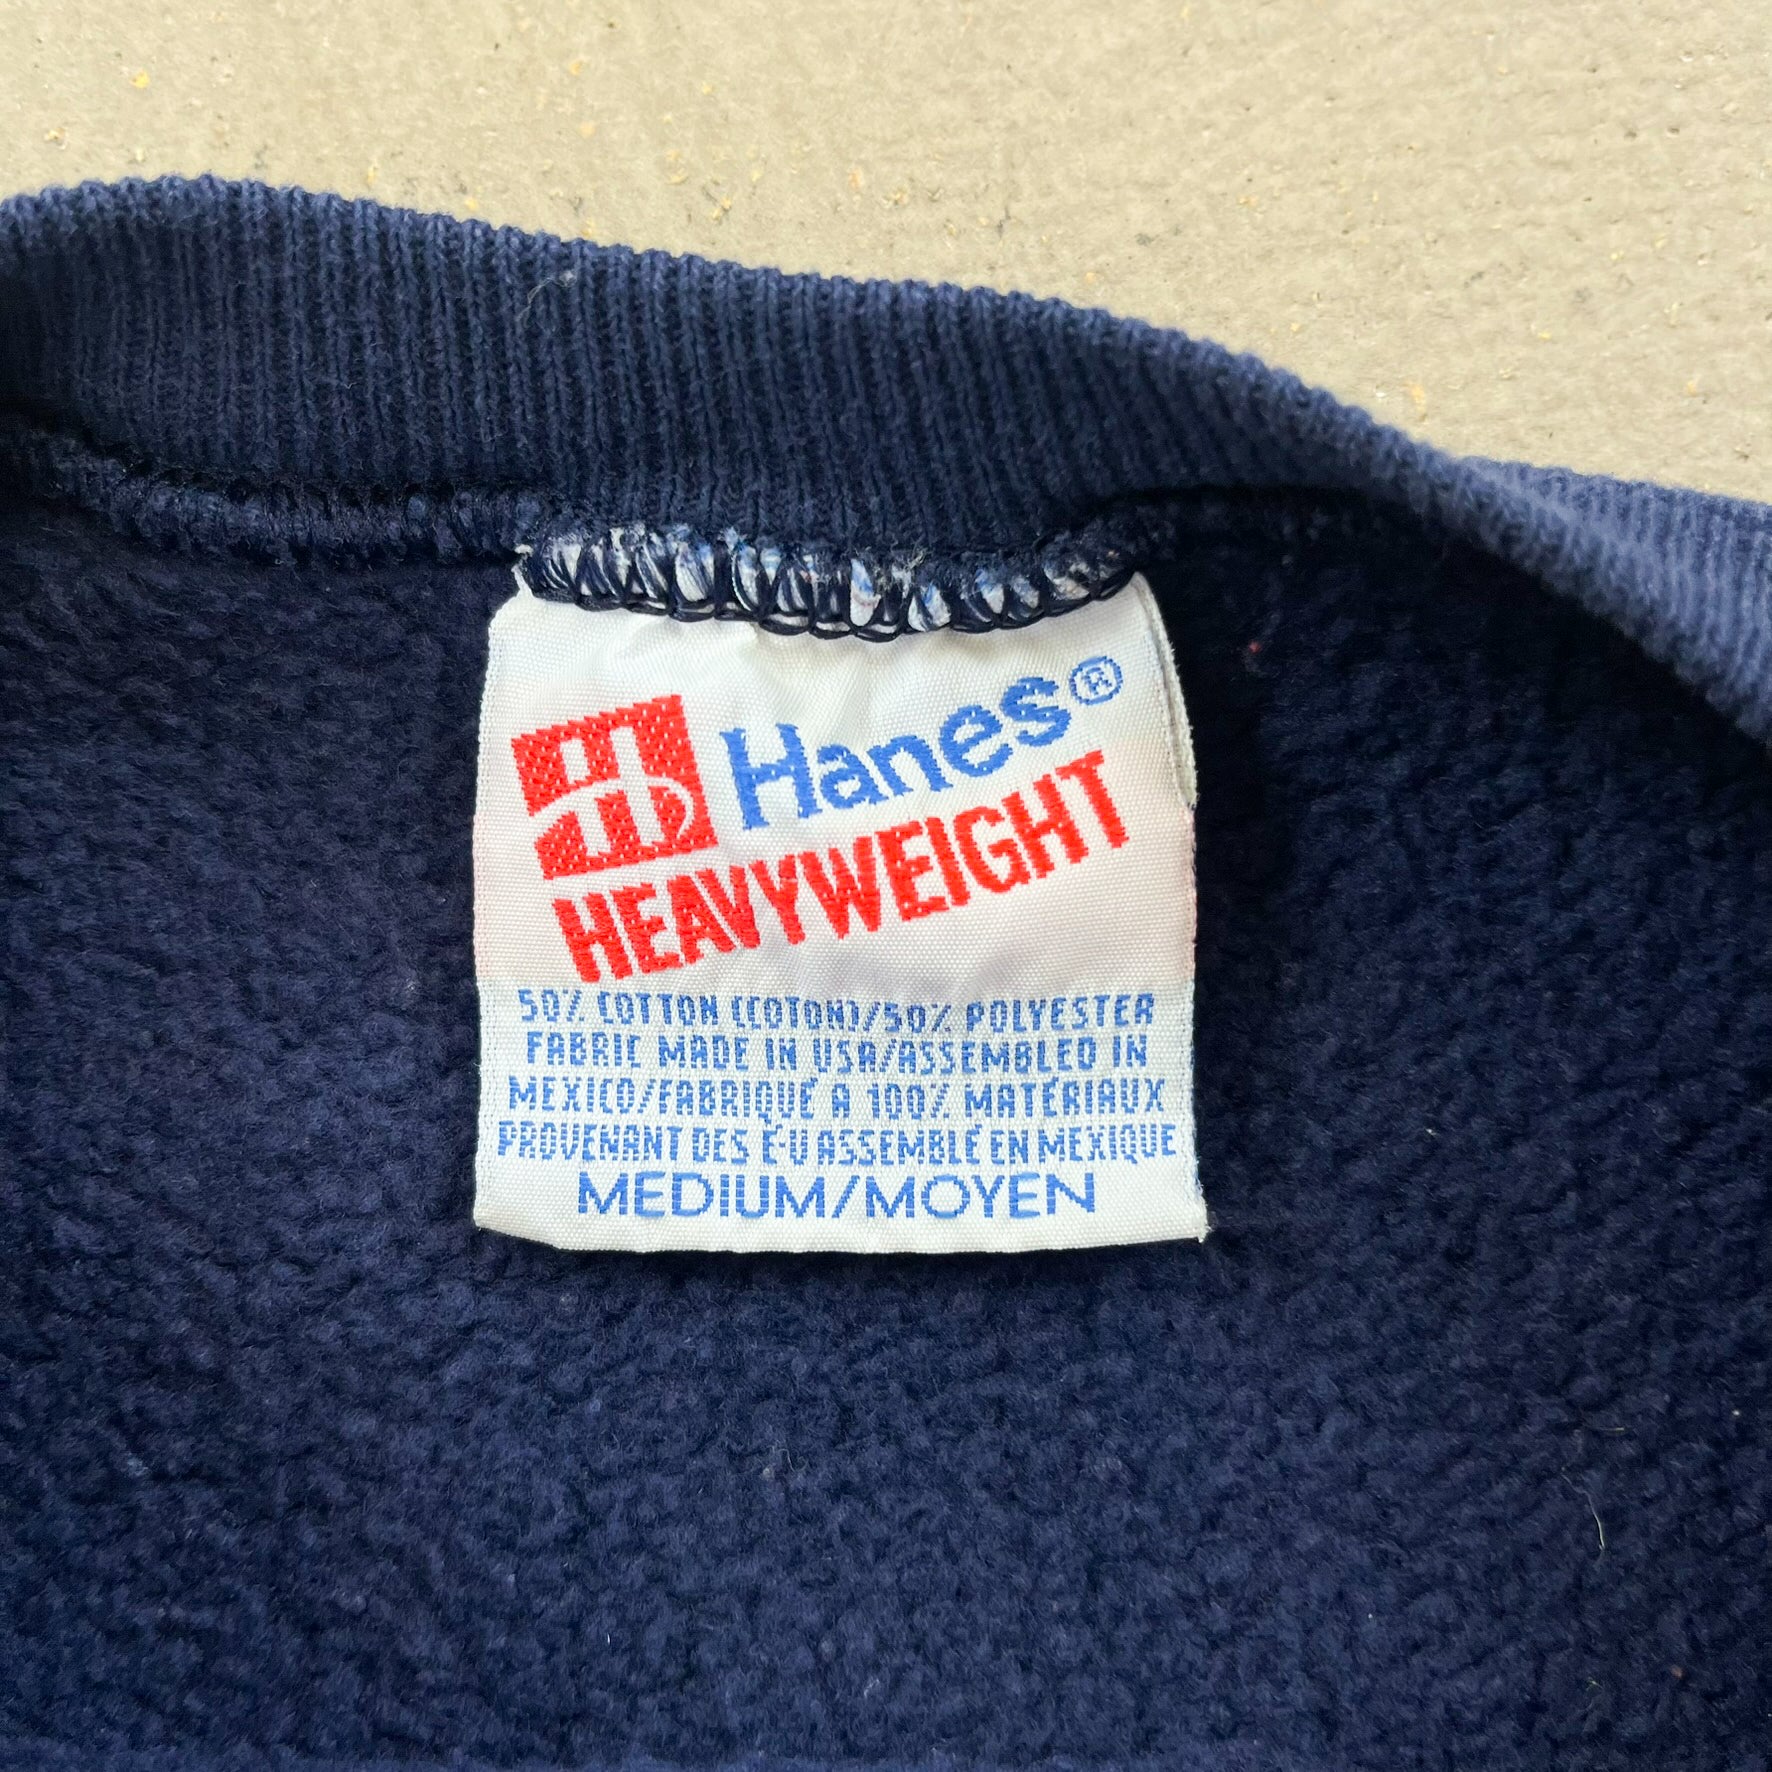 Hanes®
HEAVYWEIGHT
50% COTTON (COTON)/50% POLYESTER
FABRIC MADE IN USA/ASSEMBLED IN
MEXICO/FABRIQUÉ À 100% MATÉRIAUX
PROVENANT DES É-U ASSEMBLÉ EN MEXIQUE
MEDIUM/MOYEN